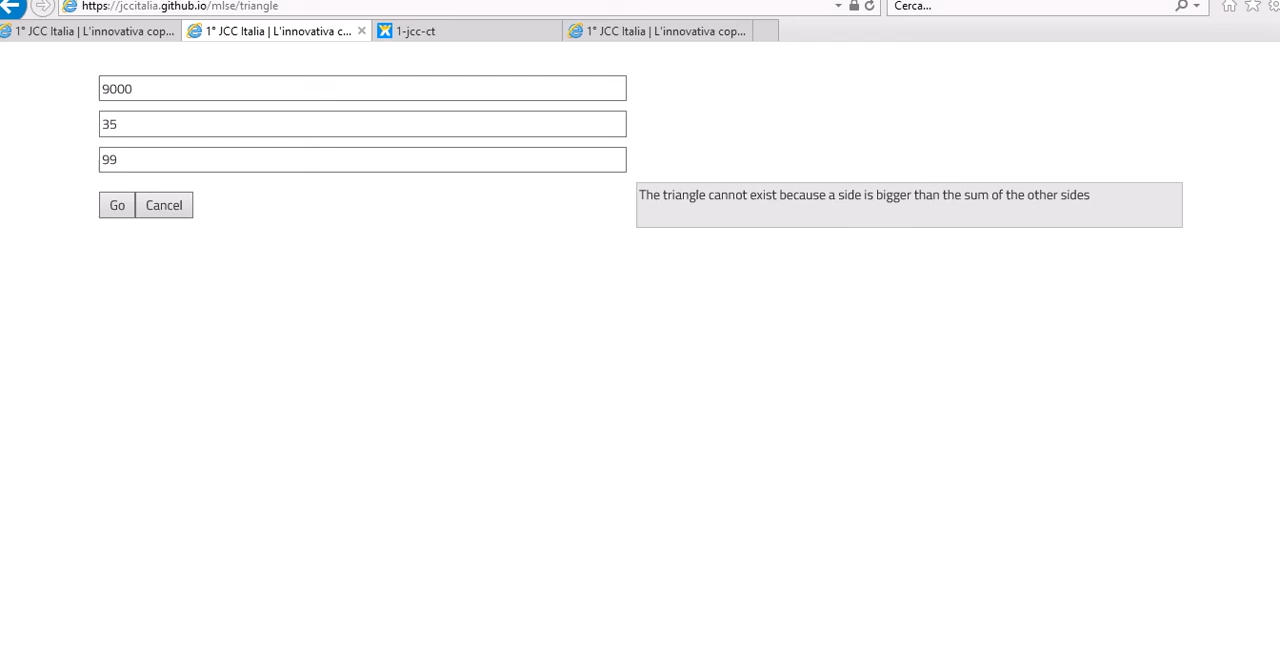 https://jccitalia.github.io/mlse/triangle
Cerca...
1° JCC Italia | L'innovativa cop...
1° JCC Italia | L'innovativa c...
1-jcc-ct
1° JCC Italia | L'innovativa cop...
9000
35
99
Go
Cancel
The triangle cannot exist because a side is bigger than the sum of the other sides